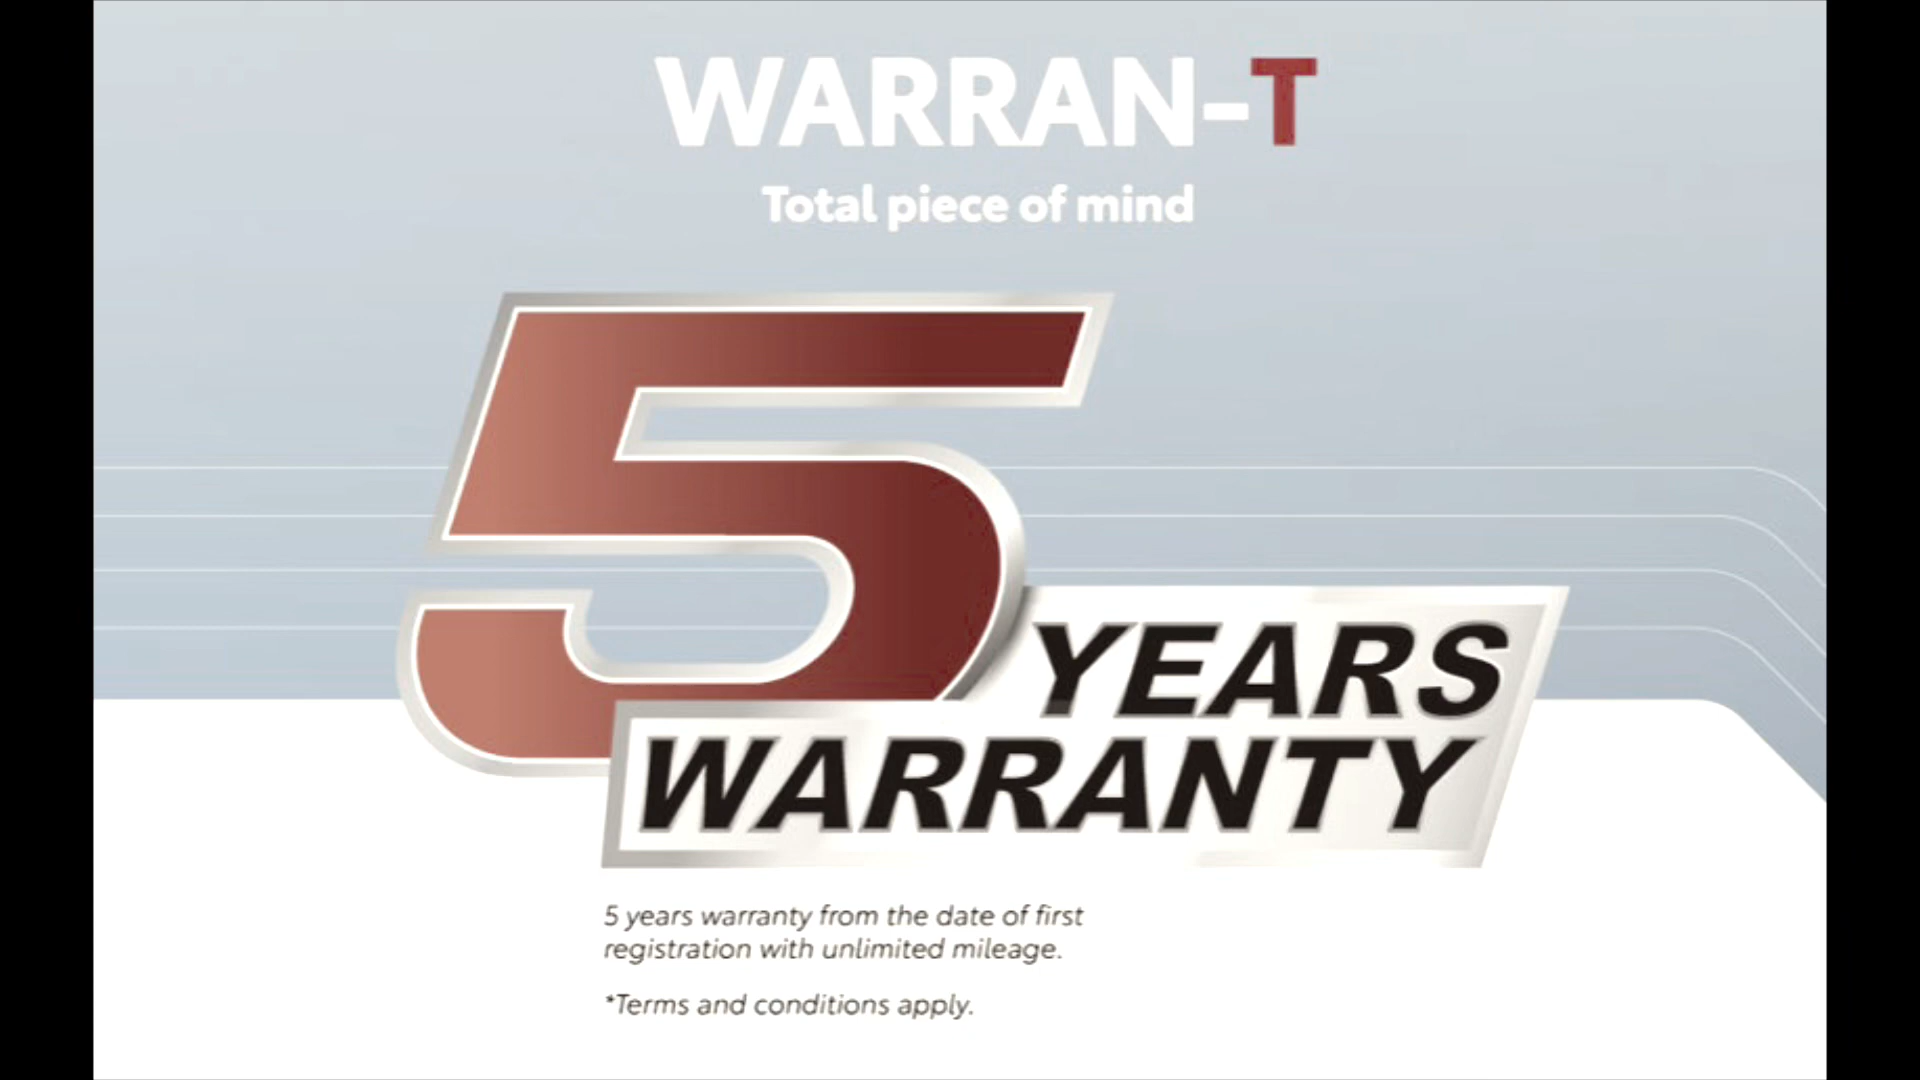 WARRAN-T
Total piece of mind
5 YEARS
WARRANTY
5 years warranty from the date of first
registration with unlimited mileage.
*Terms and conditions apply.